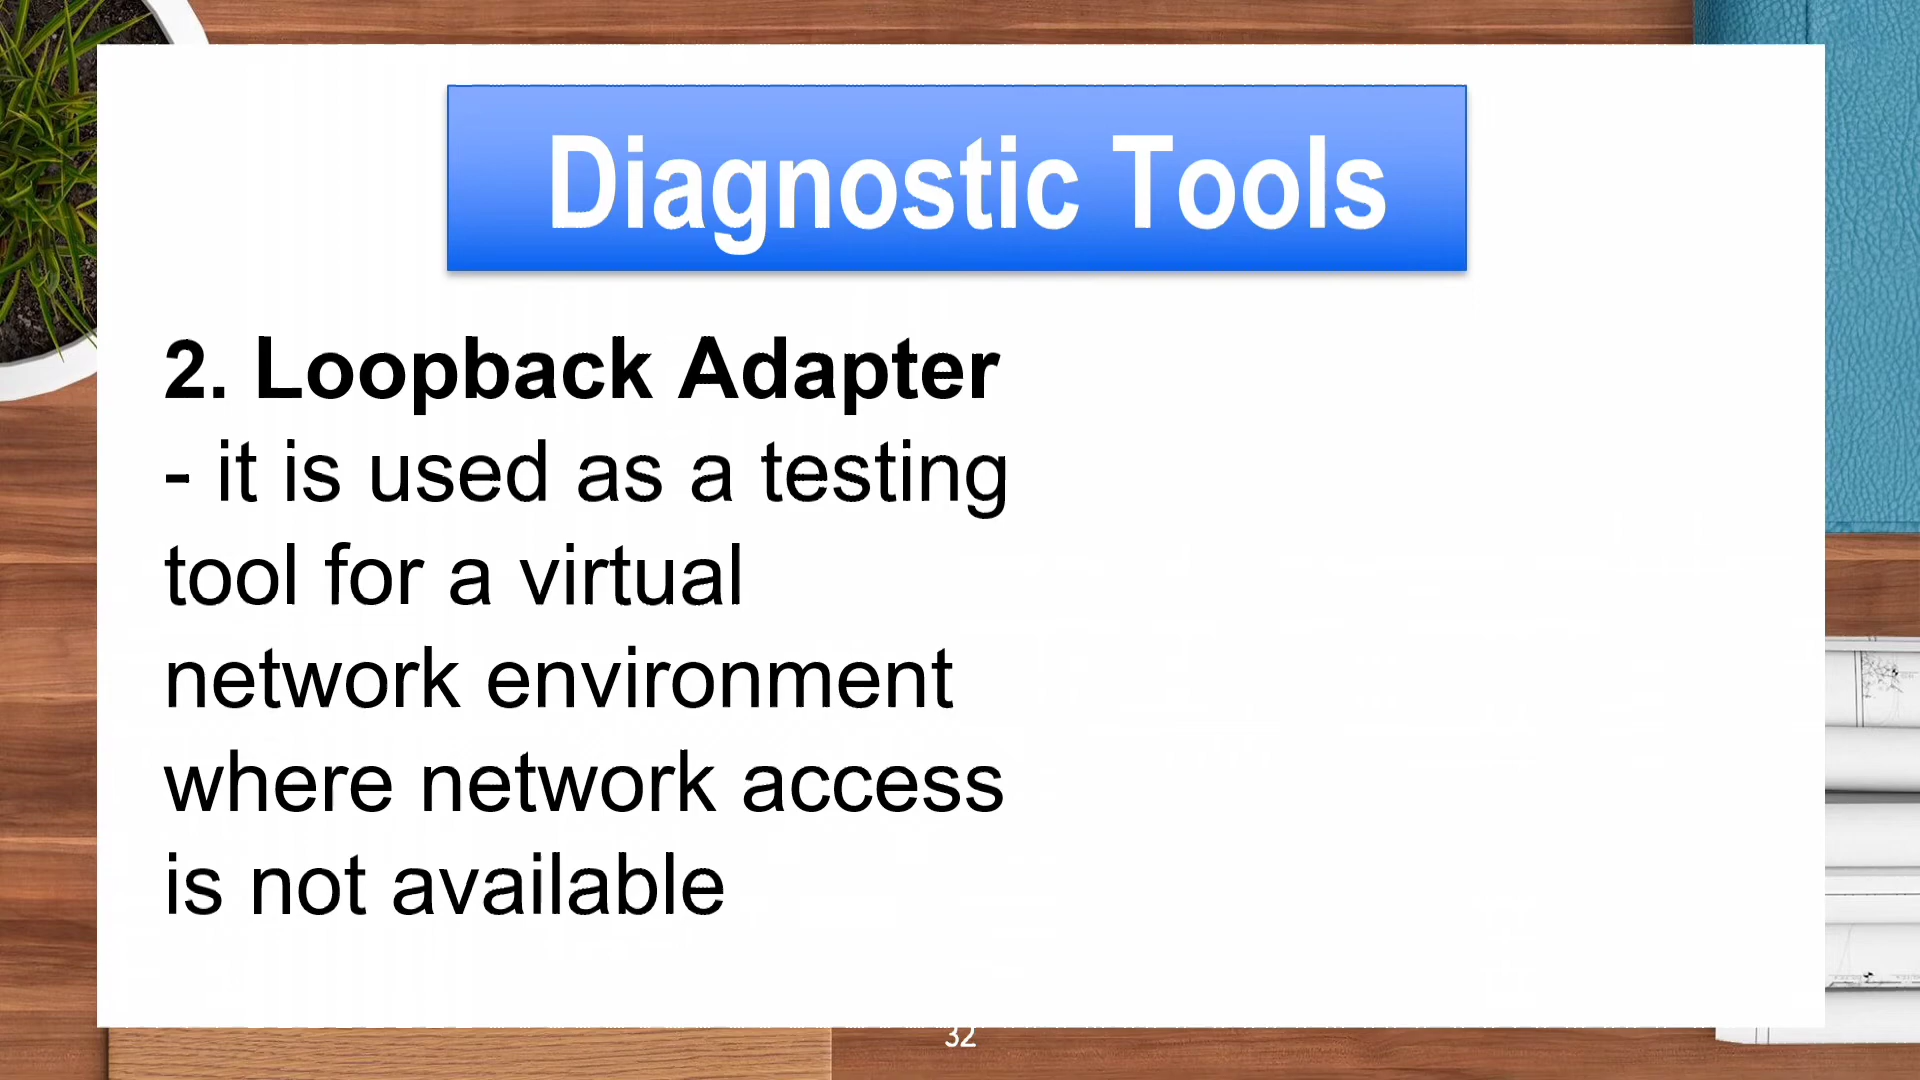 Diagnostic Tools
2. Loopback Adapter
- it is used as a testing
tool for a virtual
network environment
where network access
is not available
32